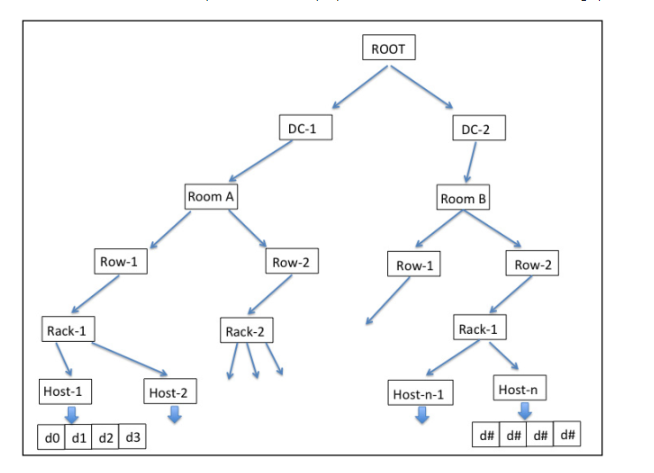 ROOT
DC-1
DC-2
Room A
Room B
Row-1
Row-2
Row-1
Row-2
Rack-1
Rack-2
Rack-1
Host-1
Host-2
Host-n-1
Host-n
d0 d1 d2 d3
d# d# d# d#